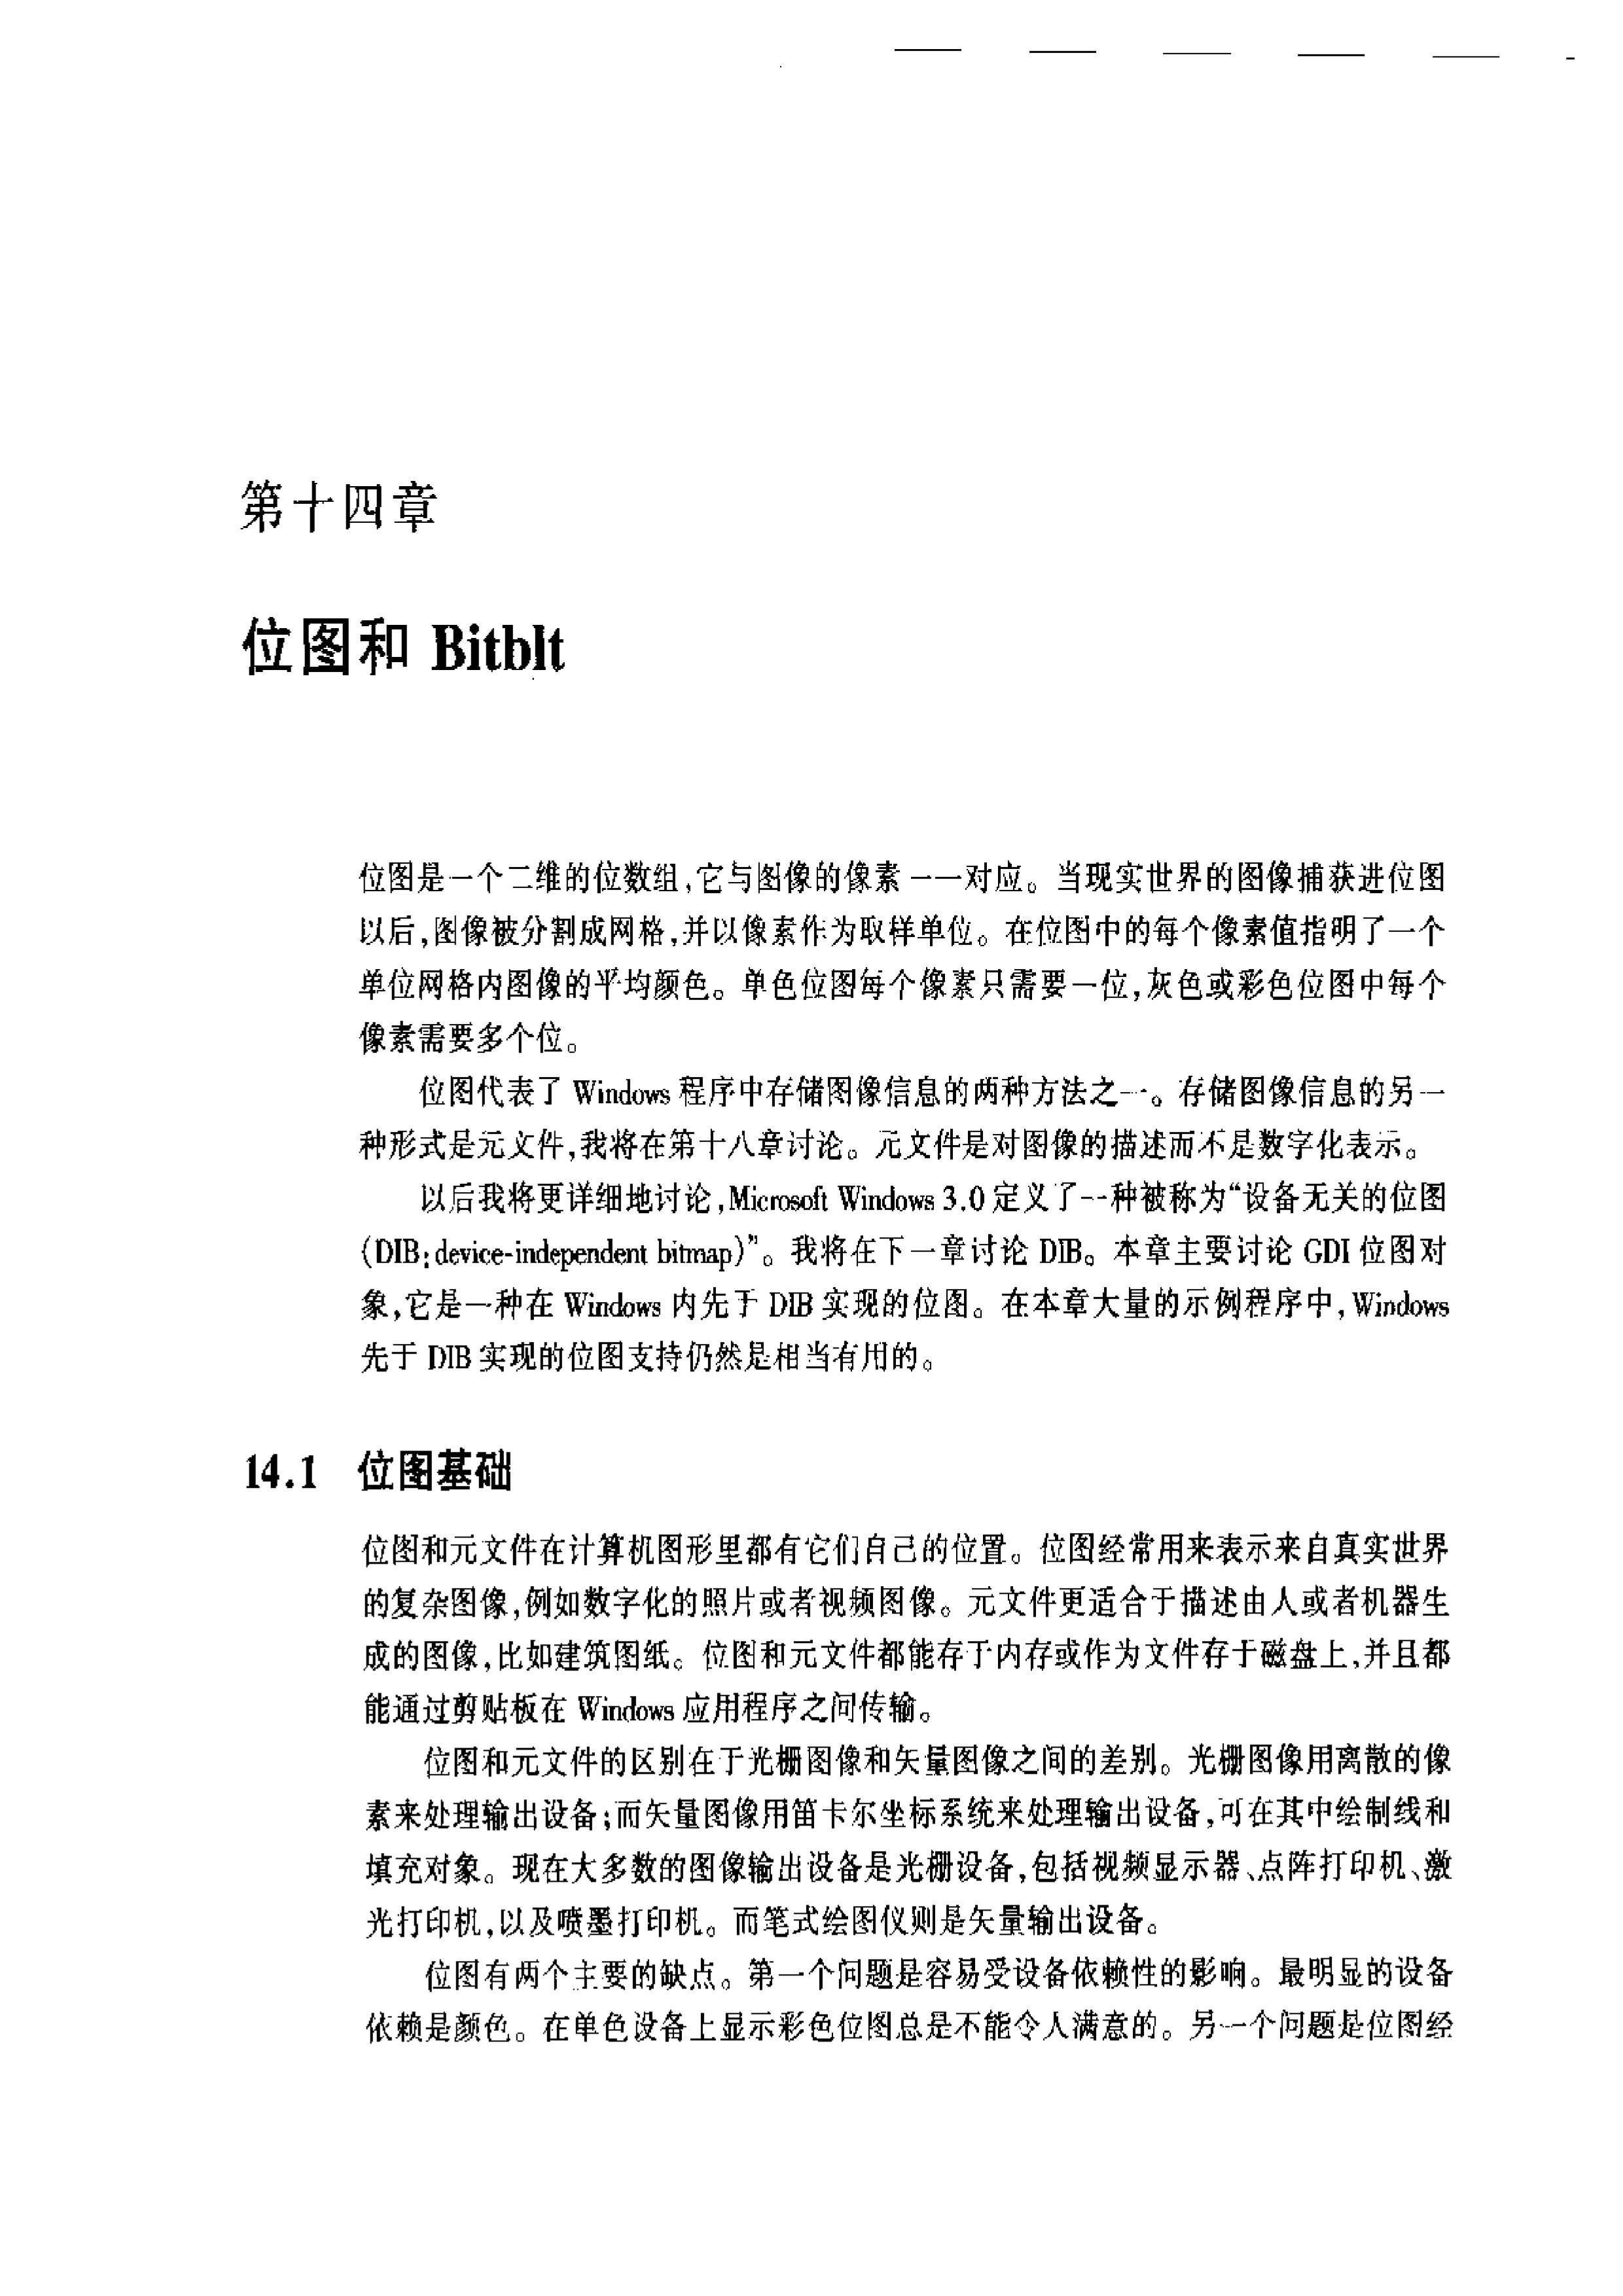 第十四章
位图和 Bitblt
位图是一个二维的位数组,它与图像的像素一一对应。当现实世界的图像捕获进位图
以后,图像被分割成网格,并以像素作为取样单位。在位图中的每个像素值指明了一个
单位网格内图像的平均颜色。单色位图每个像素只需要一位,灰色或彩色位图中每个
像素需要多个位。
位图代表了 Windows 程序中存储图像信息的两种方法之一。存储图像信息的另一
种形式是元文件,我将在第十八章讨论。元文件是对图像的描述而不是数字化表示。
以后我将更详细地讨论,Microsoft Windows 3.0 定义了一种被称为“设备无关的位图
(DIB:device-independent bitmap)”。我将在下一章讨论 DIB。本章主要讨论 GDI 位图对
象,它是一种在 Windows 内先于 DIB 实现的位图。在本章大量的示例程序中,Windows
先于 DIB 实现的位图支持仍然是相当有用的。
14.1 位图基础
位图和元文件在计算机图形里都有它们自己的位置。位图经常用来表示来自真实世界
的复杂图像,例如数字化的照片或者视频图像。元文件更适合于描述由人或者机器生
成的图像,比如建筑图纸。位图和元文件都能存于内存或作为文件存于磁盘上,并且都
能通过剪贴板在 Windows 应用程序之间传输。
位图和元文件的区别在于光栅图像和矢量图像之间的差别。光栅图像用离散的像
素来处理输出设备;而矢量图像用笛卡尔坐标系统来处理输出设备,可在其中绘制线和
填充对象。现在大多数的图像输出设备是光栅设备,包括视频显示器、点阵打印机、激
光打印机,以及喷墨打印机。而笔式绘图仪则是矢量输出设备。
位图有两个主要的缺点。第一个问题是容易受设备依赖性的影响。最明显的设备
依赖是颜色。在单色设备上显示彩色位图总是不能令人满意的。另一个问题是位图经